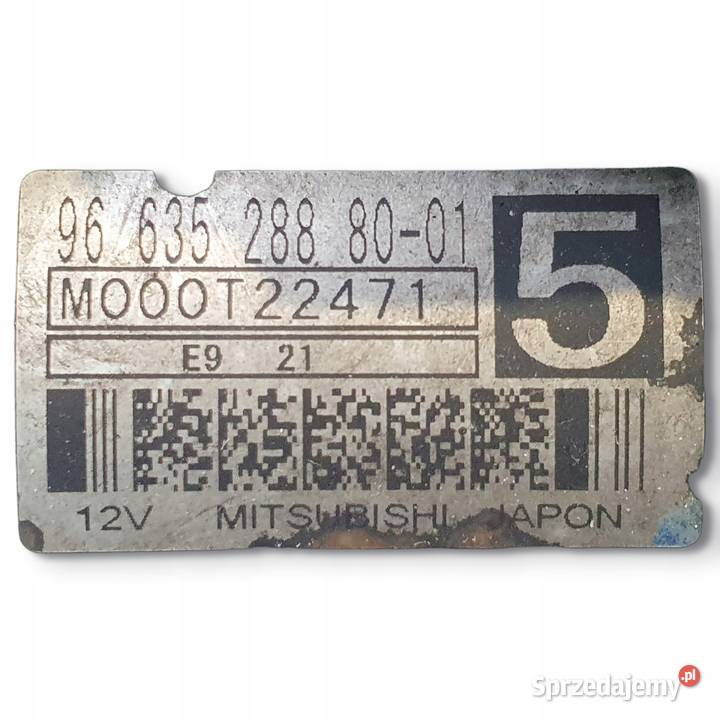 96 635 288 80-01
5
M000T22471
E9 21
12V MITSUBISHI JAPON
Sprzedajemy.pl